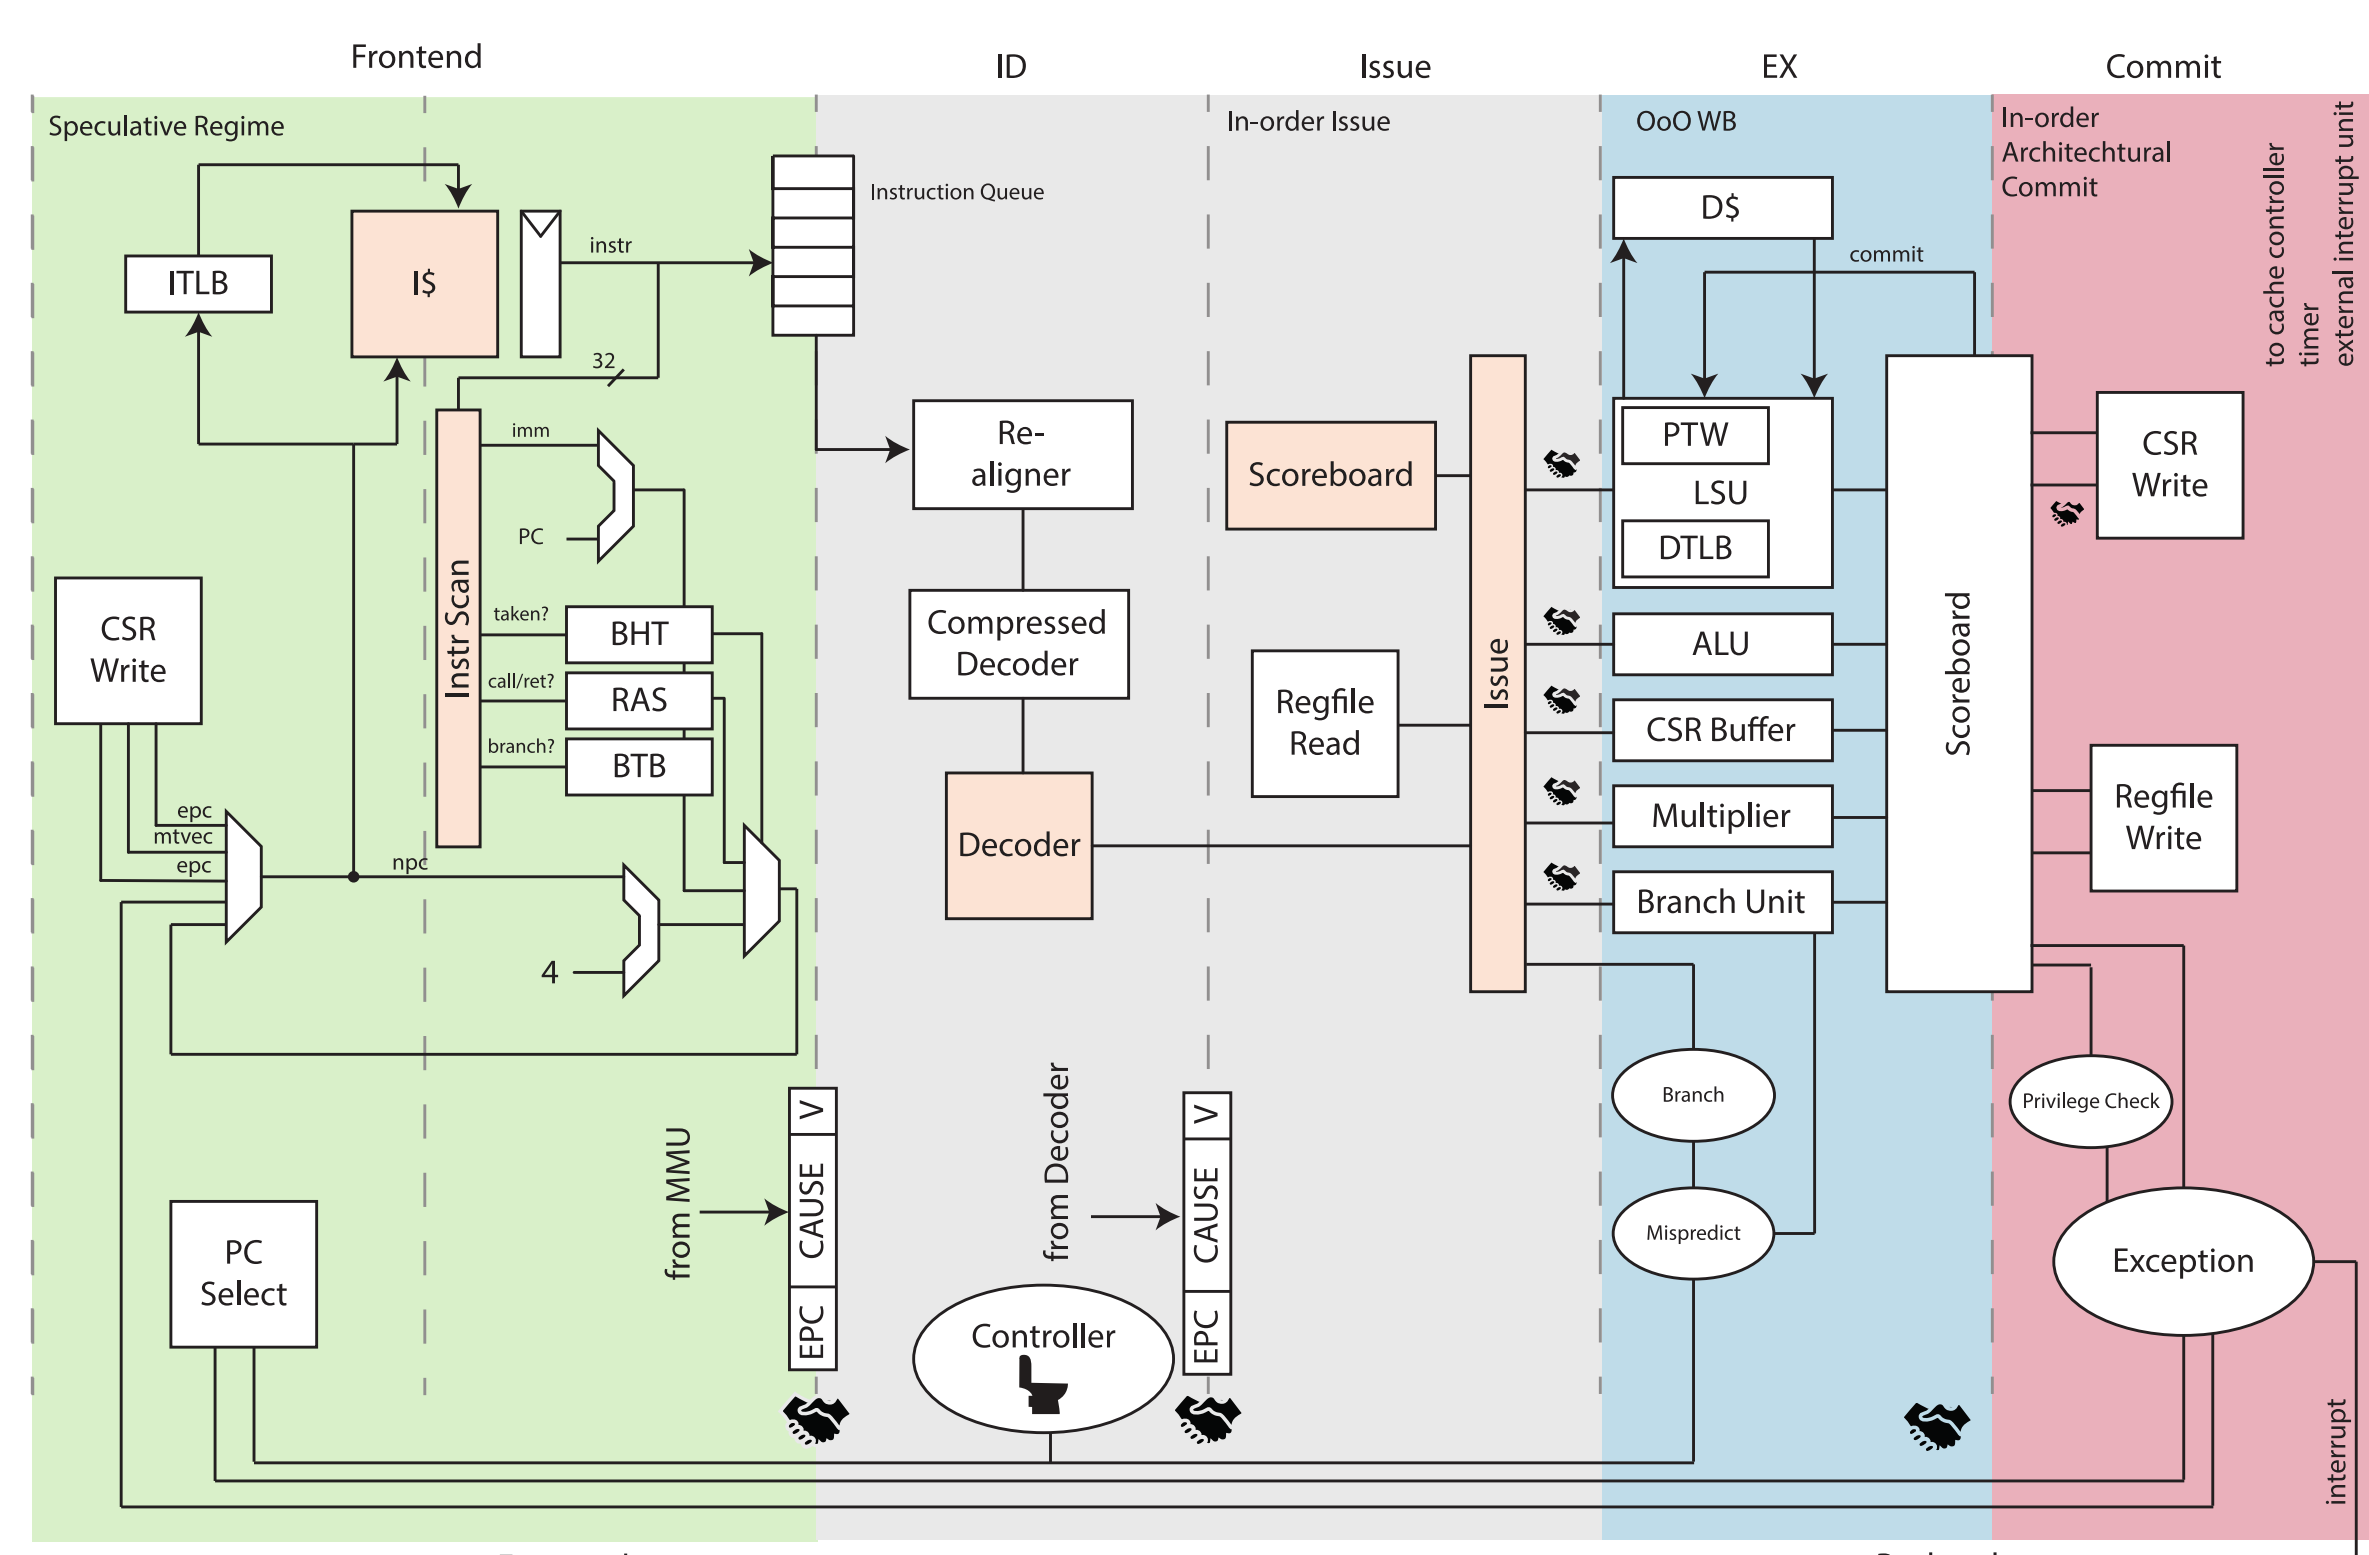 Frontend
ID
Issue
EX
Commit
Speculative Regime
In-order Issue
OoO WB
In-order
Architechtural
Commit
to cache controller
timer
external interrupt unit
Instruction Queue
ITLB
I$
instr
32
Instr Scan
imm
PC
taken?
BHT
call/ret?
RAS
branch?
BTB
CSR
Write
epc
mtvec
epc
npc
4
PC
Select
from MMU
V
CAUSE
EPC
Re-
aligner
Compressed
Decoder
Decoder
from Decoder
V
CAUSE
EPC
Controller
Scoreboard
Regfile
Read
Issue
D$
commit
PTW
LSU
DTLB
ALU
CSR Buffer
Multiplier
Branch Unit
Branch
Mispredict
Scoreboard
CSR
Write
Regfile
Write
Privilege Check
Exception
interrupt